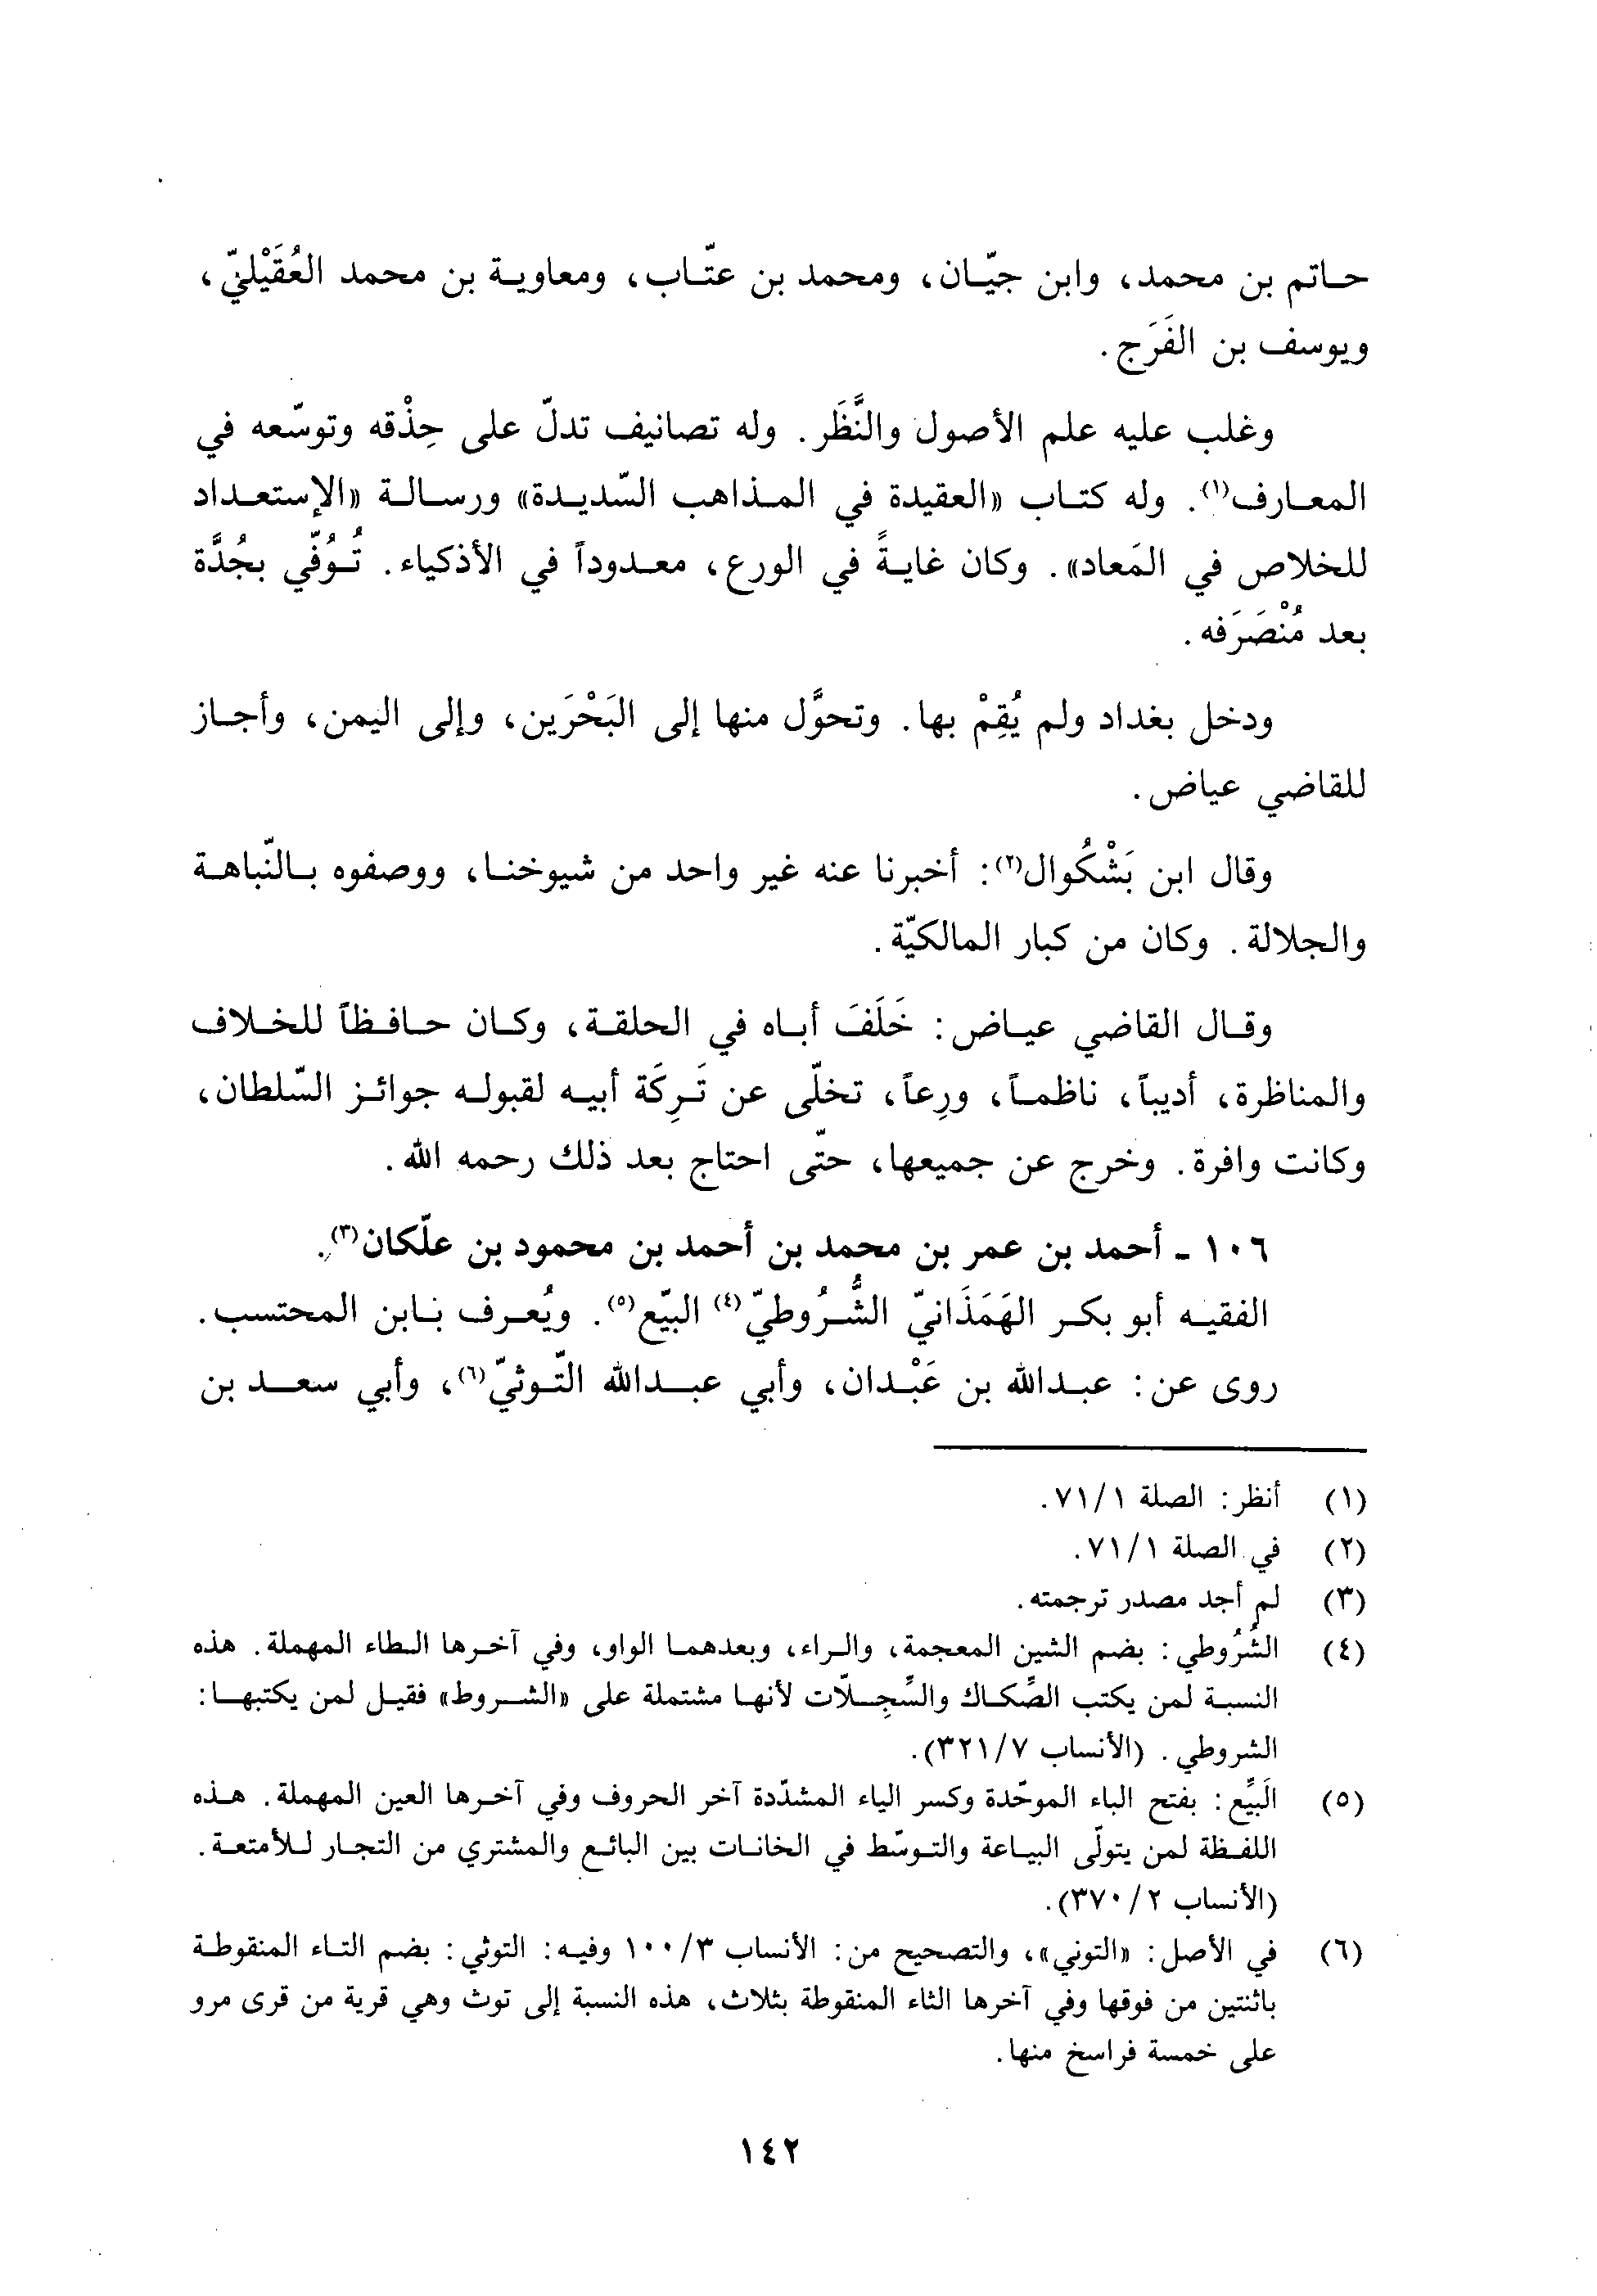 حاتم بن محمد، وابن جيّان، ومحمد بن عتّاب، ومعاوية بن محمد العُقَيْليّ،
ويوسف بن الفَرَج.
وغلب عليه علم الأصول والنَّظَر. وله تصانيف تدلّ على حِذْقه وتوسّعه في
المعارف(١). وله كتاب «العقيدة في المذاهب السّديدة» ورسالة «الإستعداد
للخلاص في المَعاد». وكان غايةً في الورع، معدوداً في الأذكياء. تُوُفّي بجُدَّة
بعد مُنْصَرَفه.
ودخل بغداد ولم يُقِمْ بها. وتحوَّل منها إلى البَحْرَين، وإلى اليمن، وأجاز
للقاضي عياض.
وقال ابن بَشْكُوال(٢): أخبرنا عنه غير واحد من شيوخنا، ووصفوه بالنّباهة
والجلالة. وكان من كبار المالكيّة.
وقال القاضي عياض: خَلَفَ أباه في الحلقة، وكان حافظاً للخلاف
والمناظرة، أديباً، ناظماً، ورِعاً، تخلّى عن تَرِكَة أبيه لقبوله جوائز السّلطان،
وكانت وافرة. وخرج عن جميعها، حتّى احتاج بعد ذلك رحمه الله.
١٠٦ ـ أحمد بن عمر بن محمد بن أحمد بن محمود بن علّكان(٣).
الفقيه أبو بكر الهَمَذَانيّ الشُّرُوطيّ(٤) البيّع(٥). ويُعرف بابن المحتسب.
روى عن: عبدالله بن عَبْدان، وأبي عبدالله التّوثيّ(٦)، وأبي سعد بن
(١) أنظر: الصلة ٧١/١.
(٢) في الصلة ٧١/١.
(٣) لم أجد مصدر ترجمته.
(٤) الشُرُوطي: بضم الشين المعجمة، والراء، وبعدهما الواو، وفي آخرها الطاء المهملة. هذه
النسبة لمن يكتب الصِّكاك والسِّجِلّات لأنها مشتملة على «الشروط» فقيل لمن يكتبها:
الشروطي. (الأنساب ٣٢١/٧).
(٥) البَيِّع: بفتح الباء الموحّدة وكسر الياء المشدّدة آخر الحروف وفي آخرها العين المهملة. هذه
اللفظة لمن يتولّى البياعة والتوسّط في الخانات بين البائع والمشتري من التجار للأمتعة.
(الأنساب ٣٧٠/٢).
(٦) في الأصل: «التوني»، والتصحيح من: الأنساب ١٠٠/٣ وفيه: التوثي: بضم التاء المنقوطة
باثنتين من فوقها وفي آخرها الثاء المنقوطة بثلاث، هذه النسبة إلى توث وهي قرية من قرى مرو
على خمسة فراسخ منها.
١٤٢